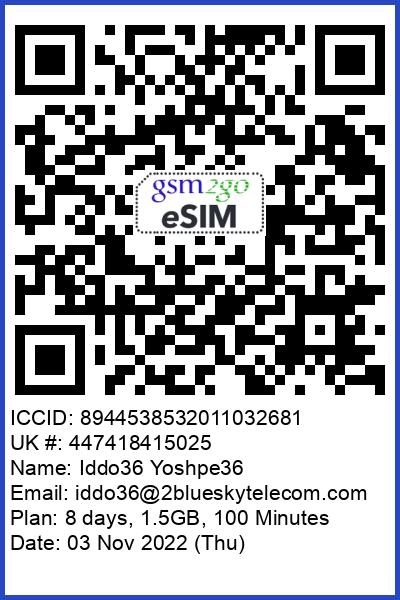 gsm2go
eSIM
ICCID: 8944538532011032681
UK #: 447418415025
Name: Iddo36 Yoshpe36
Email: iddo36@2blueskytelecom.com
Plan: 8 days, 1.5GB, 100 Minutes
Date: 03 Nov 2022 (Thu)